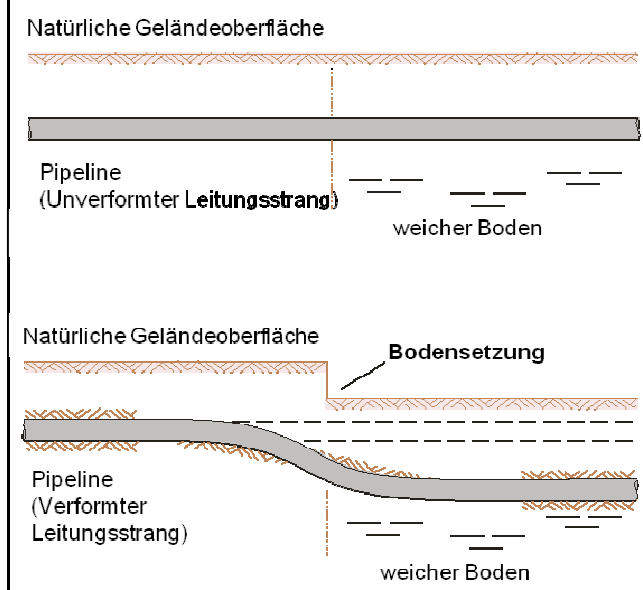 Natürliche Geländeoberfläche
Pipeline
(Unverformter Leitungsstrang)
weicher Boden
Natürliche Geländeoberfläche
Bodensetzung
Pipeline
(Verformter
Leitungsstrang)
weicher Boden